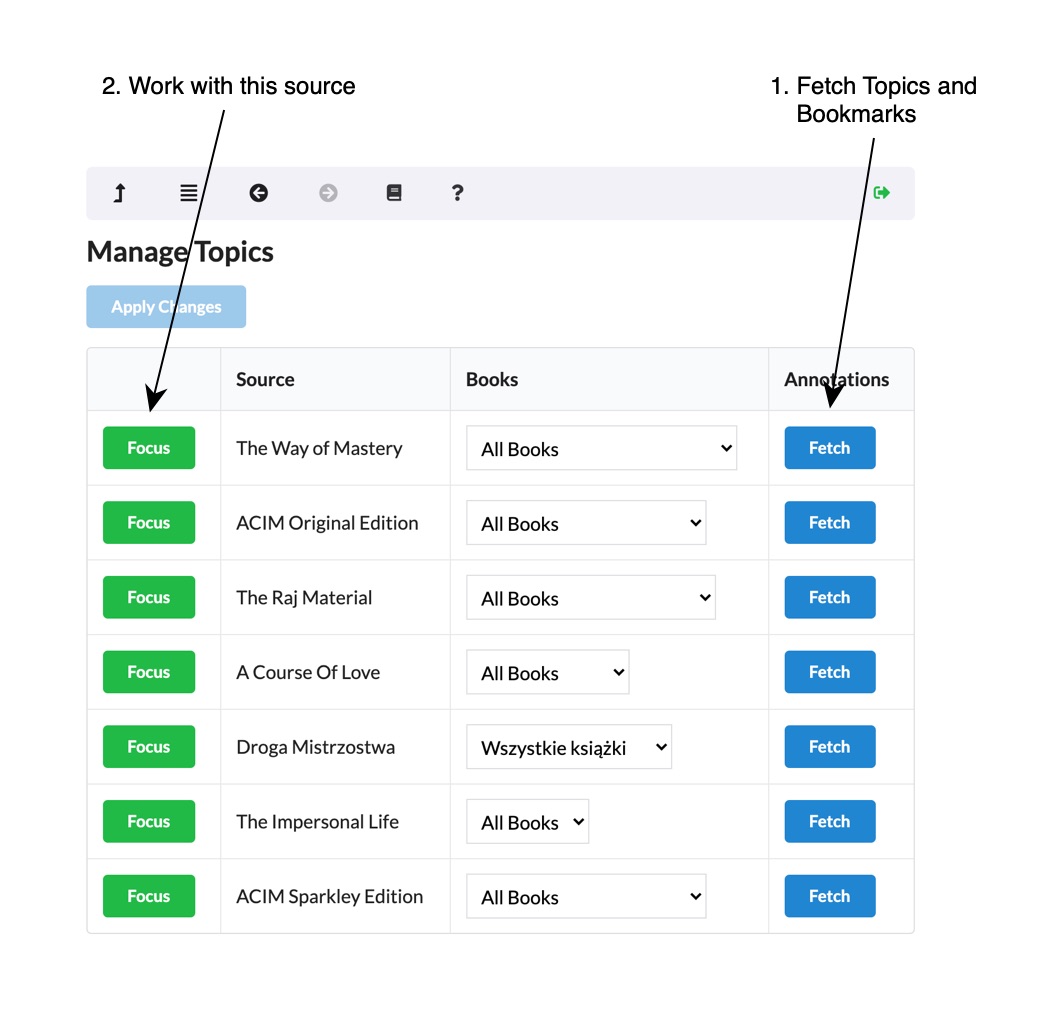 2. Work with this source
1. Fetch Topics and
Bookmarks
?
Manage Topics
Apply Changes
Source Books Annotations
Focus The Way of Mastery All Books Fetch
Focus ACIM Original Edition All Books Fetch
Focus The Raj Material All Books Fetch
Focus A Course Of Love All Books Fetch
Focus Droga Mistrzostwa Wszystkie książki Fetch
Focus The Impersonal Life All Books Fetch
Focus ACIM Sparkley Edition All Books Fetch